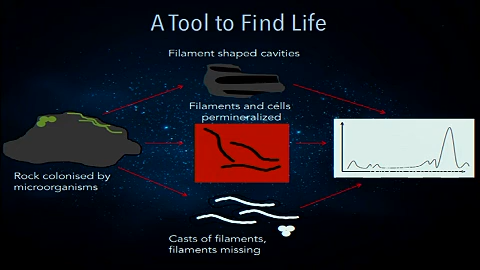 A Tool to Find Life
Filament shaped cavities
Filaments and cells
permineralized
Rock colonised by
microorganisms
Casts of filaments,
filaments missing